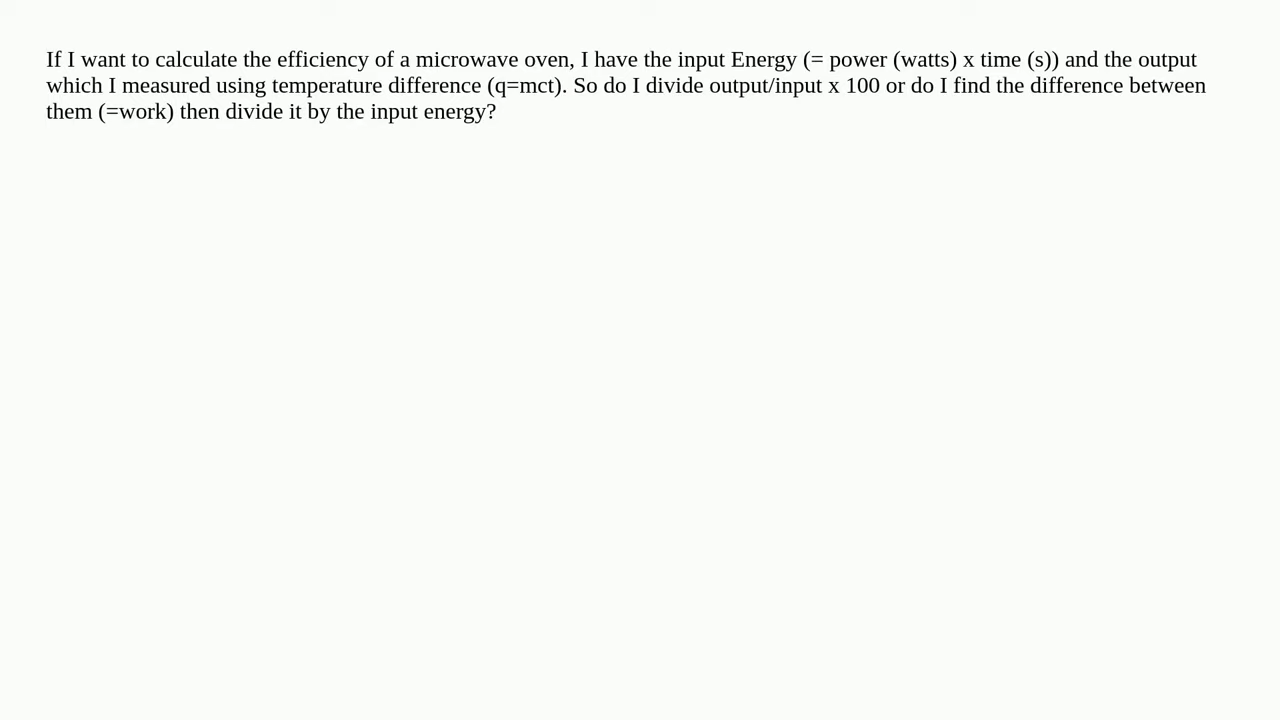 If I want to calculate the efficiency of a microwave oven, I have the input Energy (= power (watts) x time (s)) and the output
which I measured using temperature difference (q=mct). So do I divide output/input x 100 or do I find the difference between
them (=work) then divide it by the input energy?